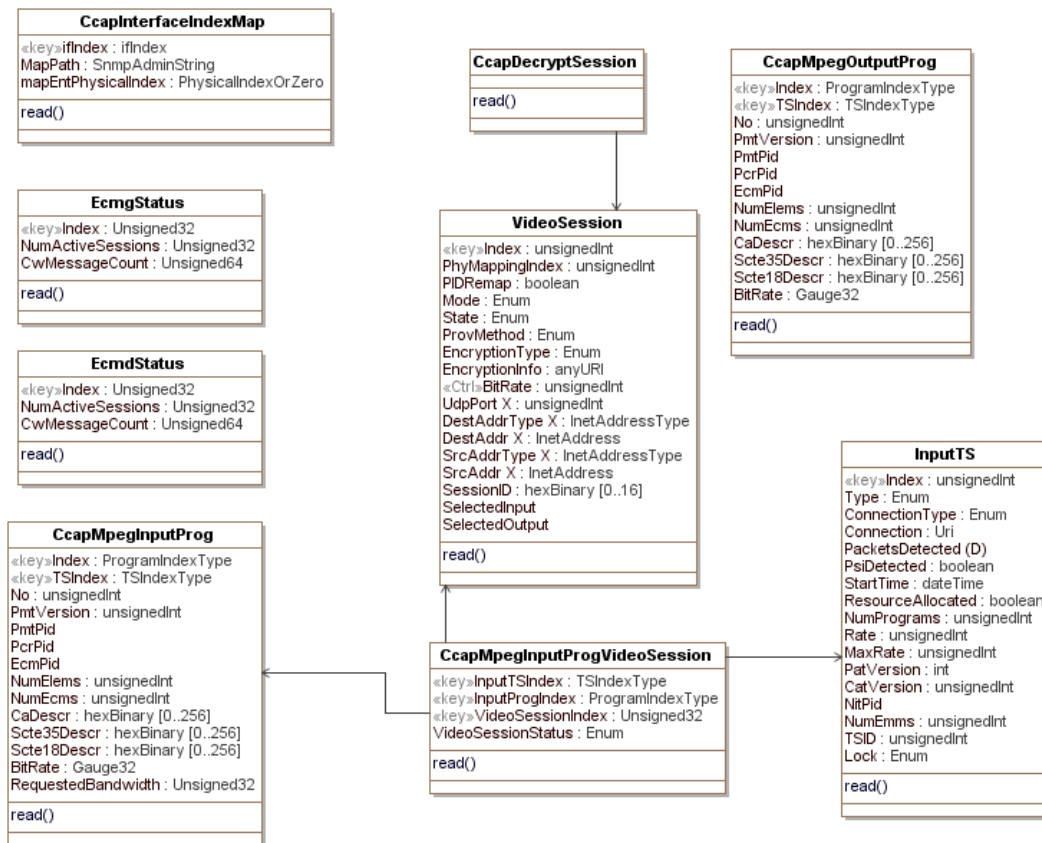 CcapInterfaceIndexMap
«key»ifIndex : ifIndex
MapPath : SnmpAdminString
mapEntPhysicalIndex : PhysicalIndexOrZero
read()
CcapDecryptSession
read()
CcapMpegOutputProg
«key»Index : ProgramIndexType
«key»TSIndex : TSIndexType
No : unsignedInt
PmtVersion : unsignedInt
PmtPid
PcrPid
EcmPid
NumElems : unsignedInt
NumEcms : unsignedInt
CaDescr : hexBinary [0..256]
Scte35Descr : hexBinary [0..256]
Scte18Descr : hexBinary [0..256]
BitRate : Gauge32
read()
EcmgStatus
«key»Index : Unsigned32
NumActiveSessions : Unsigned32
CwMessageCount : Unsigned64
read()
VideoSession
«key»Index : unsignedInt
PhyMappingIndex : unsignedInt
PIDRemap : boolean
Mode : Enum
State : Enum
ProvMethod : Enum
EncryptionType : Enum
EncryptionInfo : anyURI
«Ctrl»BitRate : unsignedInt
UdpPort X : unsignedInt
DestAddrType X : InetAddressType
DestAddr X : InetAddress
SrcAddrType X : InetAddressType
SrcAddr X : InetAddress
SessionID : hexBinary [0..16]
SelectedInput
SelectedOutput
read()
EcmdStatus
«key»Index : Unsigned32
NumActiveSessions : Unsigned32
CwMessageCount : Unsigned64
read()
InputTS
«key»Index : unsignedInt
Type : Enum
ConnectionType : Enum
Connection : Uri
PacketsDetected (D)
PsiDetected : boolean
StartTime : dateTime
ResourceAllocated : boolean
NumPrograms : unsignedInt
Rate : unsignedInt
MaxRate : unsignedInt
PatVersion : int
CatVersion : unsignedInt
NitPid
NumEmms : unsignedInt
TSID : unsignedInt
Lock : Enum
read()
CcapMpegInputProg
«key»Index : ProgramIndexType
«key»TSIndex : TSIndexType
No : unsignedInt
PmtVersion : unsignedInt
PmtPid
PcrPid
EcmPid
NumElems : unsignedInt
NumEcms : unsignedInt
CaDescr : hexBinary [0..256]
Scte35Descr : hexBinary [0..256]
Scte18Descr : hexBinary [0..256]
BitRate : Gauge32
RequestedBandwidth : Unsigned32
read()
CcapMpegInputProgVideoSession
«key»InputTSIndex : TSIndexType
«key»InputProgIndex : ProgramIndexType
«key»VideoSessionIndex : Unsigned32
VideoSessionStatus : Enum
read()